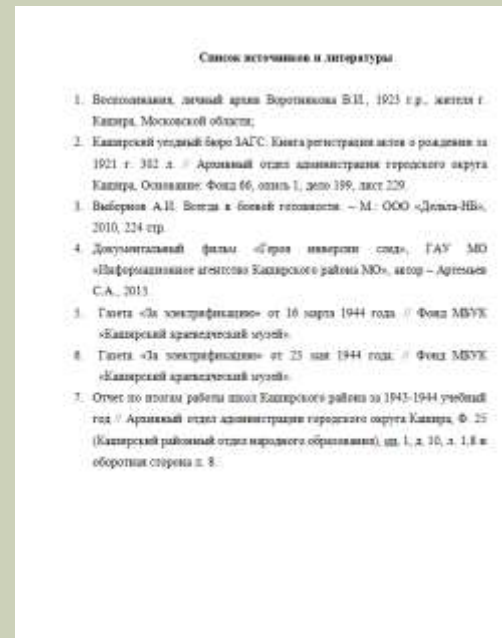 Список источников и литературы
1. Воспоминания, личный архив Воротникова В.И., 1923 г.р., жителя г.
Кашира, Московской области;
2. Каширский уездный бюро ЗАГС. Книга регистрации актов о рождении за
1921 г. 302 л. // Архивный отдел администрации городского округа
Кашира, Основание: Фонд 66, опись 1, дело 199, лист 229.
3. Выборнов А.И. Всегда в боевой готовности. – М.: ООО «Дельта-НБ»,
2010, 224 стр.
4. Документальный фильм «Герои инверсии след», ГАУ МО
«Информационное агентство Каширского района МО», автор – Артемьев
С.А., 2013
5. Газета «За электрификацию» от 16 марта 1944 года. // Фонд МБУК
«Каширский краеведческий музей»
6. Газета «За электрификацию» от 25 мая 1944 года. // Фонд МБУК
«Каширский краеведческий музей»
7. Отчет по итогам работы школ Каширского района за 1943-1944 учебный
год // Архивный отдел администрации городского округа Кашира, Ф. 25
(Каширский районный отдел народного образования), оп. 1, д. 10, л. 1,8 и
оборотная сторона л. 8.